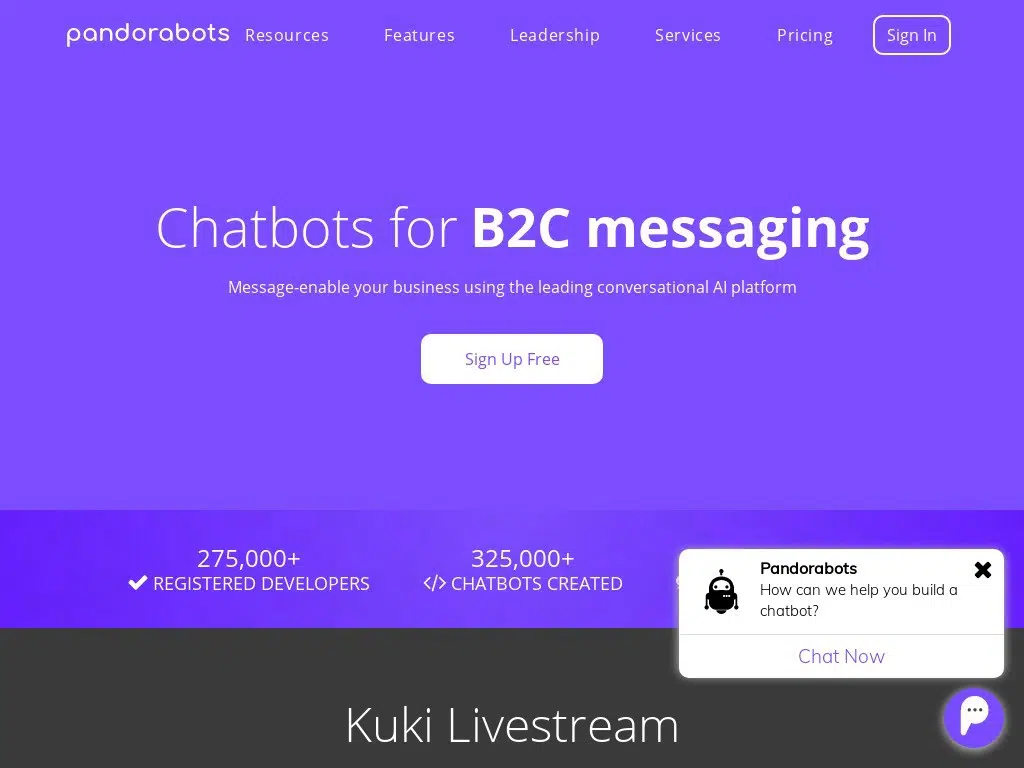 pandorabots Resources Features Leadership Services Pricing Sign In
Chatbots for B2C messaging
Message-enable your business using the leading conversational AI platform
Sign Up Free
275,000+
REGISTERED DEVELOPERS
325,000+
</> CHATBOTS CREATED
Pandorabots
How can we help you build a
chatbot?
Chat Now
Kuki Livestream